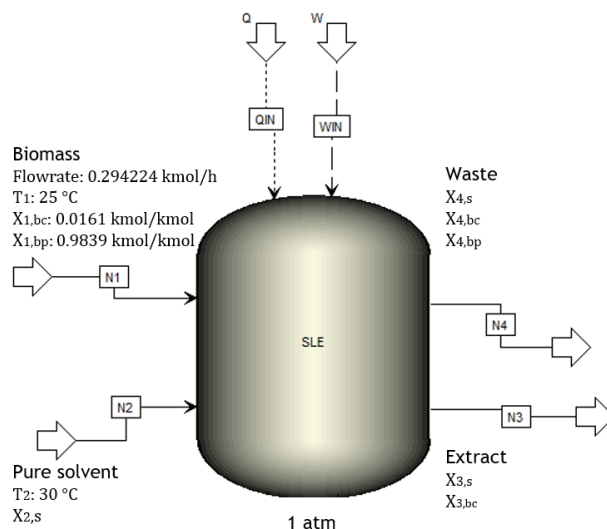 Q W
QIN
WIN
Biomass
Flowrate: 0.294224 kmol/h
T1: 25 °C
X1,bc: 0.0161 kmol/kmol
X1,bp: 0.9839 kmol/kmol
Waste
X4,s
X4,bc
X4,bp
N1
N4
SLE
N2
N3
Pure solvent
T2: 30 °C
X2,s
Extract
X3,s
X3,bc
1 atm